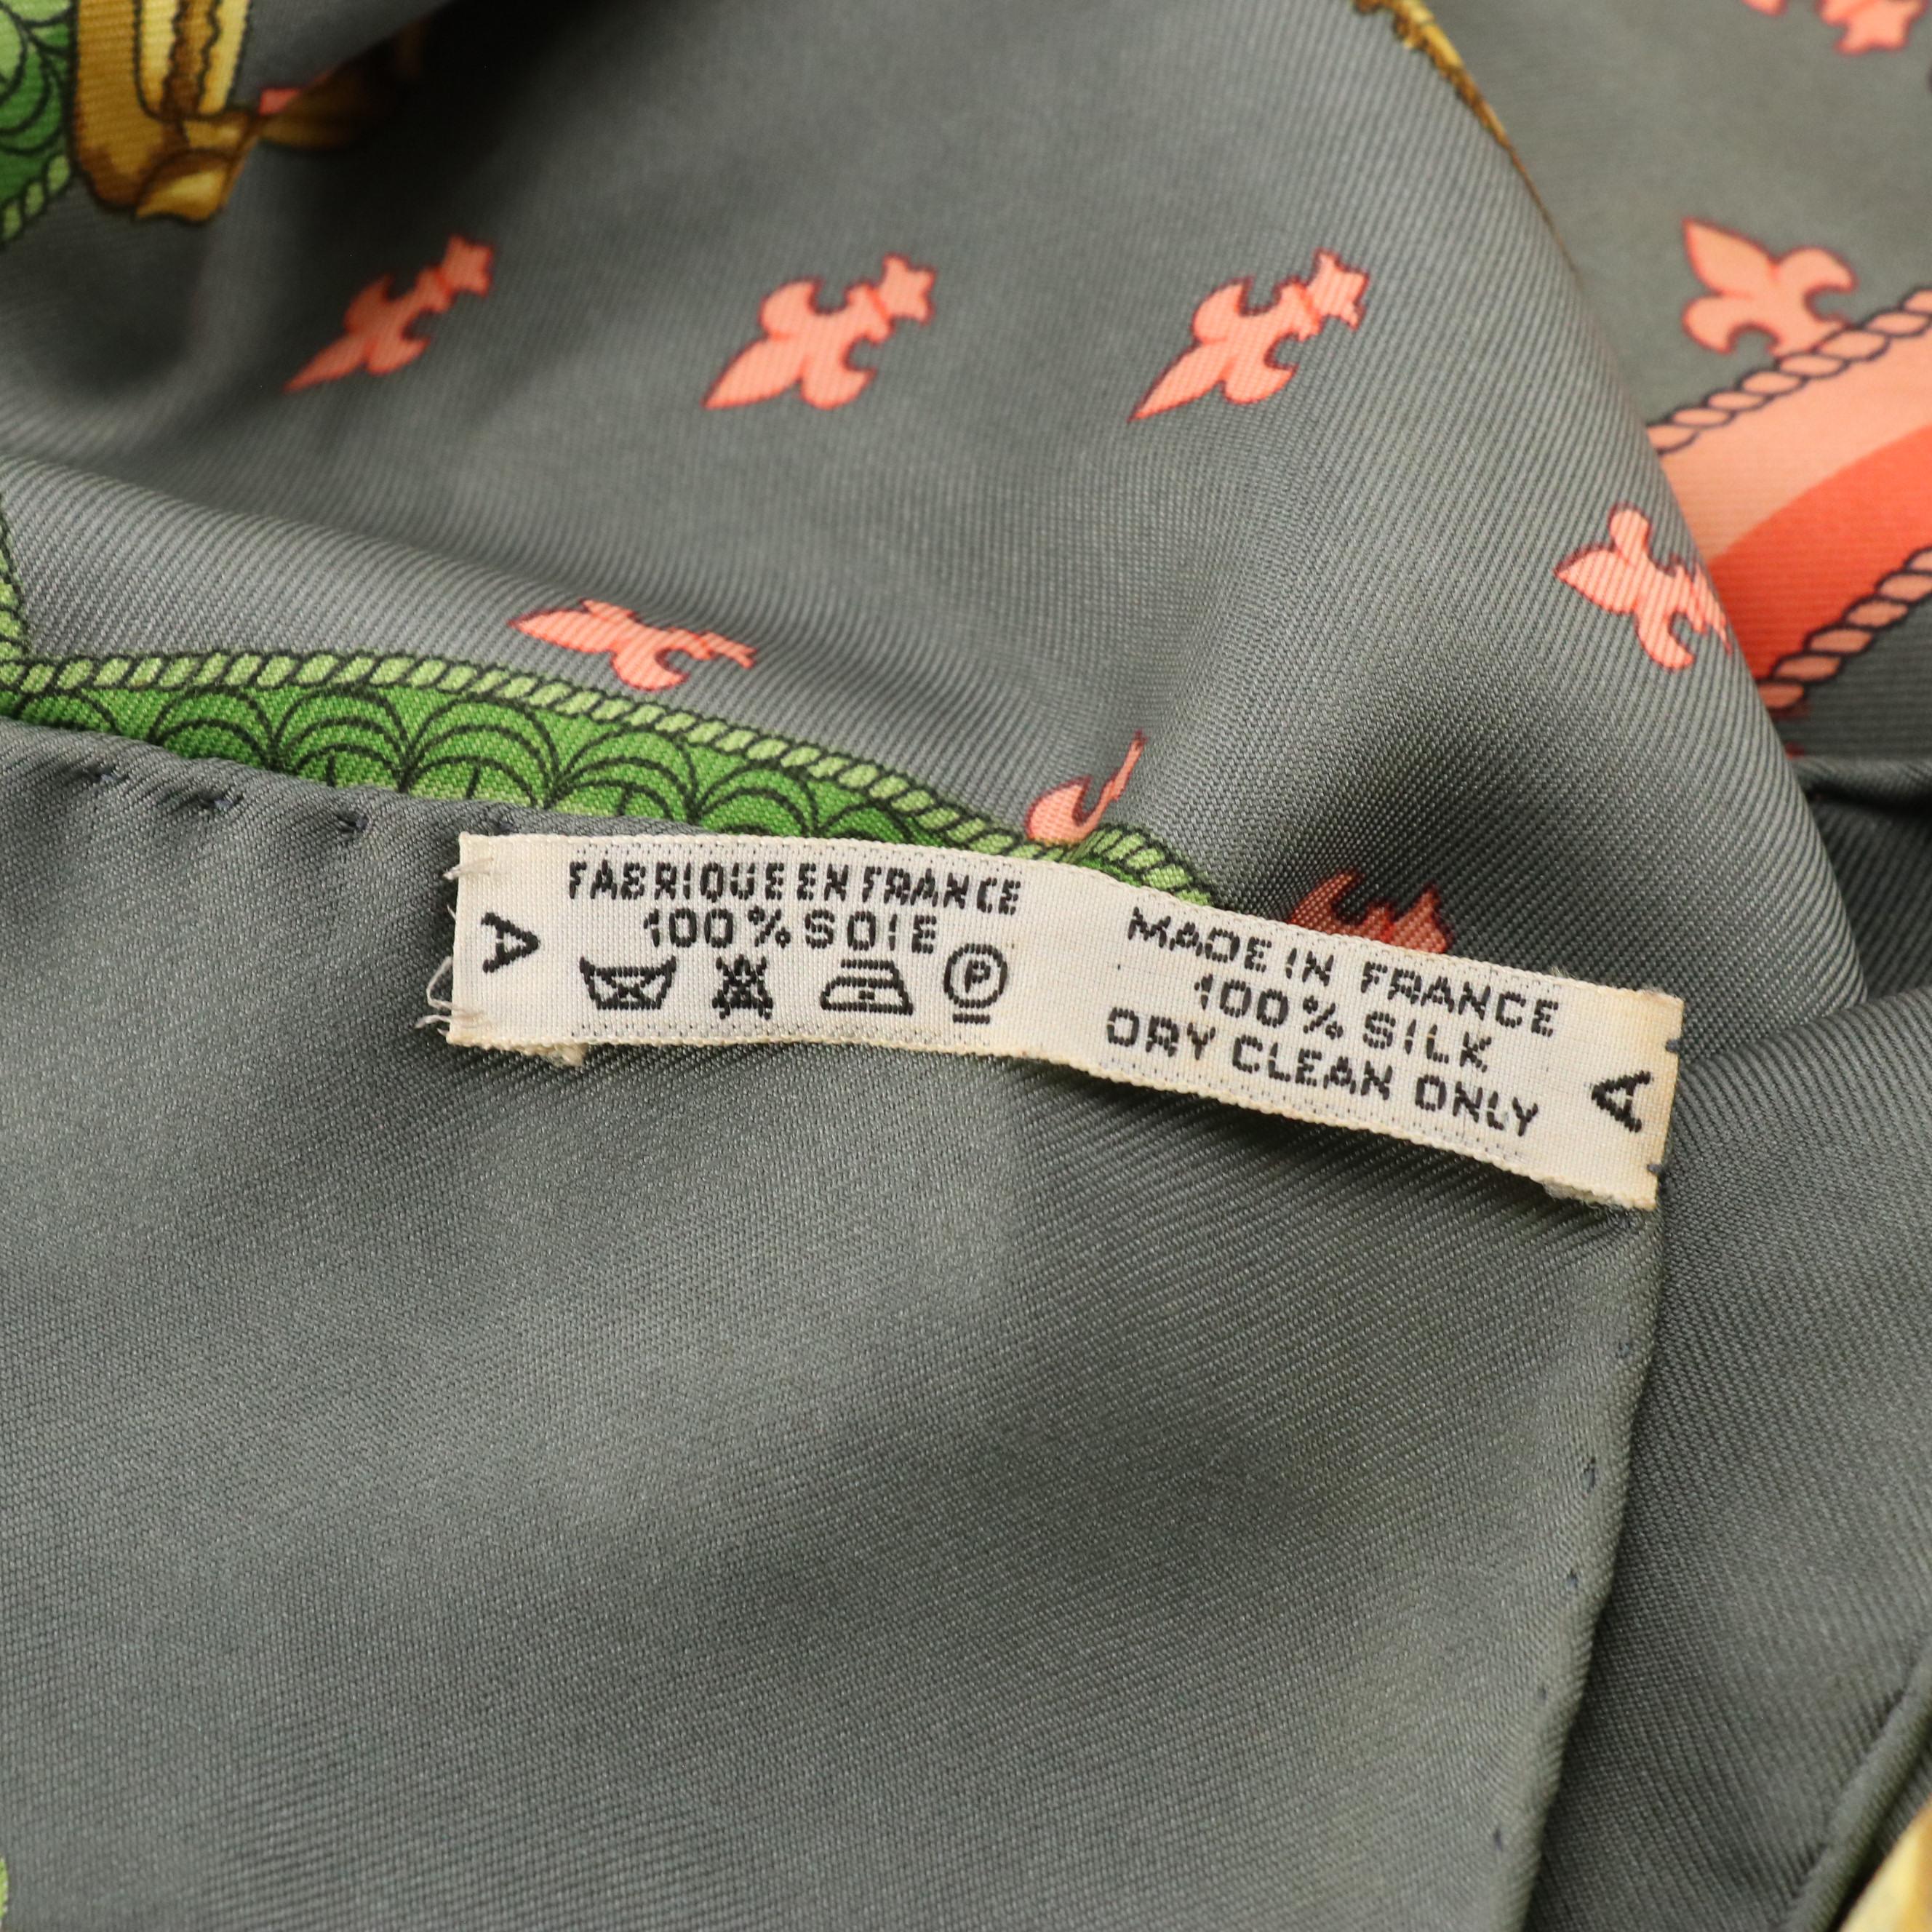 A
FABRIQUE EN FRANCE
100% SOIE
P
MADE IN FRANCE
100% SILK
DRY CLEAN ONLY
A